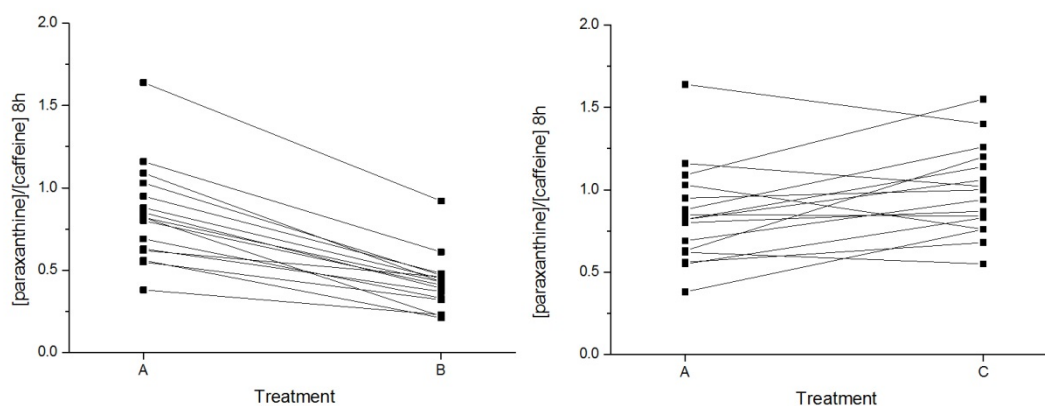 [paraxanthine]/[caffeine] 8h
2.0
1.5
1.0
0.5
0.0
A
B
Treatment
[paraxanthine]/[caffeine] 8h
2.0
1.5
1.0
0.5
0.0
A
C
Treatment